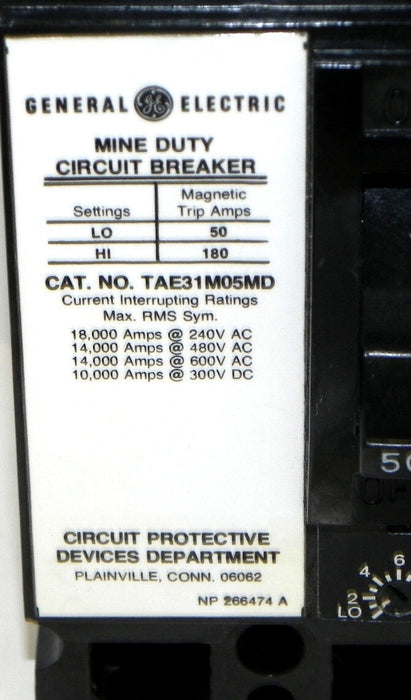 GENERAL GE ELECTRIC
MINE DUTY
CIRCUIT BREAKER
Settings Magnetic Trip Amps
LO 50
HI 180
CAT. NO. TAE31M05MD
Current Interrupting Ratings
Max. RMS Sym.
18,000 Amps @ 240V AC
14,000 Amps @ 480V AC
14,000 Amps @ 600V AC
10,000 Amps @ 300V DC
CIRCUIT PROTECTIVE
DEVICES DEPARTMENT
PLAINVILLE, CONN. 06062
NP 266474 A
6
4
2
LO